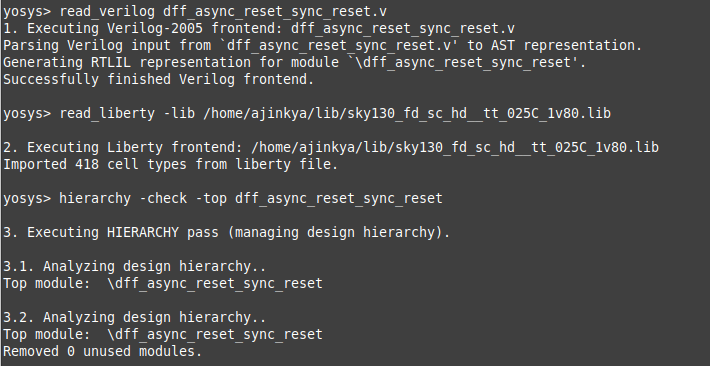 yosys> read_verilog dff_async_reset_sync_reset.v
1. Executing Verilog-2005 frontend: dff_async_reset_sync_reset.v
Parsing Verilog input from `dff_async_reset_sync_reset.v' to AST representation.
Generating RTLIL representation for module `\dff_async_reset_sync_reset'.
Successfully finished Verilog frontend.
yosys> read_liberty -lib /home/ajinkya/lib/sky130_fd_sc_hd__tt_025C_1v80.lib
2. Executing Liberty frontend: /home/ajinkya/lib/sky130_fd_sc_hd__tt_025C_1v80.lib
Imported 418 cell types from liberty file.
yosys> hierarchy -check -top dff_async_reset_sync_reset
3. Executing HIERARCHY pass (managing design hierarchy).
3.1. Analyzing design hierarchy..
Top module:  \dff_async_reset_sync_reset
3.2. Analyzing design hierarchy..
Top module:  \dff_async_reset_sync_reset
Removed 0 unused modules.